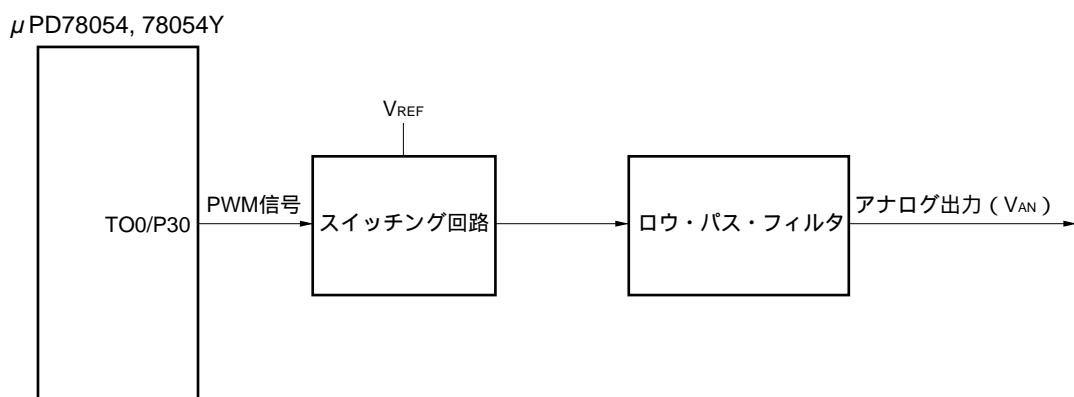 μPD78054, 78054Y
VREF
TO0/P30
PWM信号
スイッチング回路
ロウ・パス・フィルタ
アナログ出力(VAN)